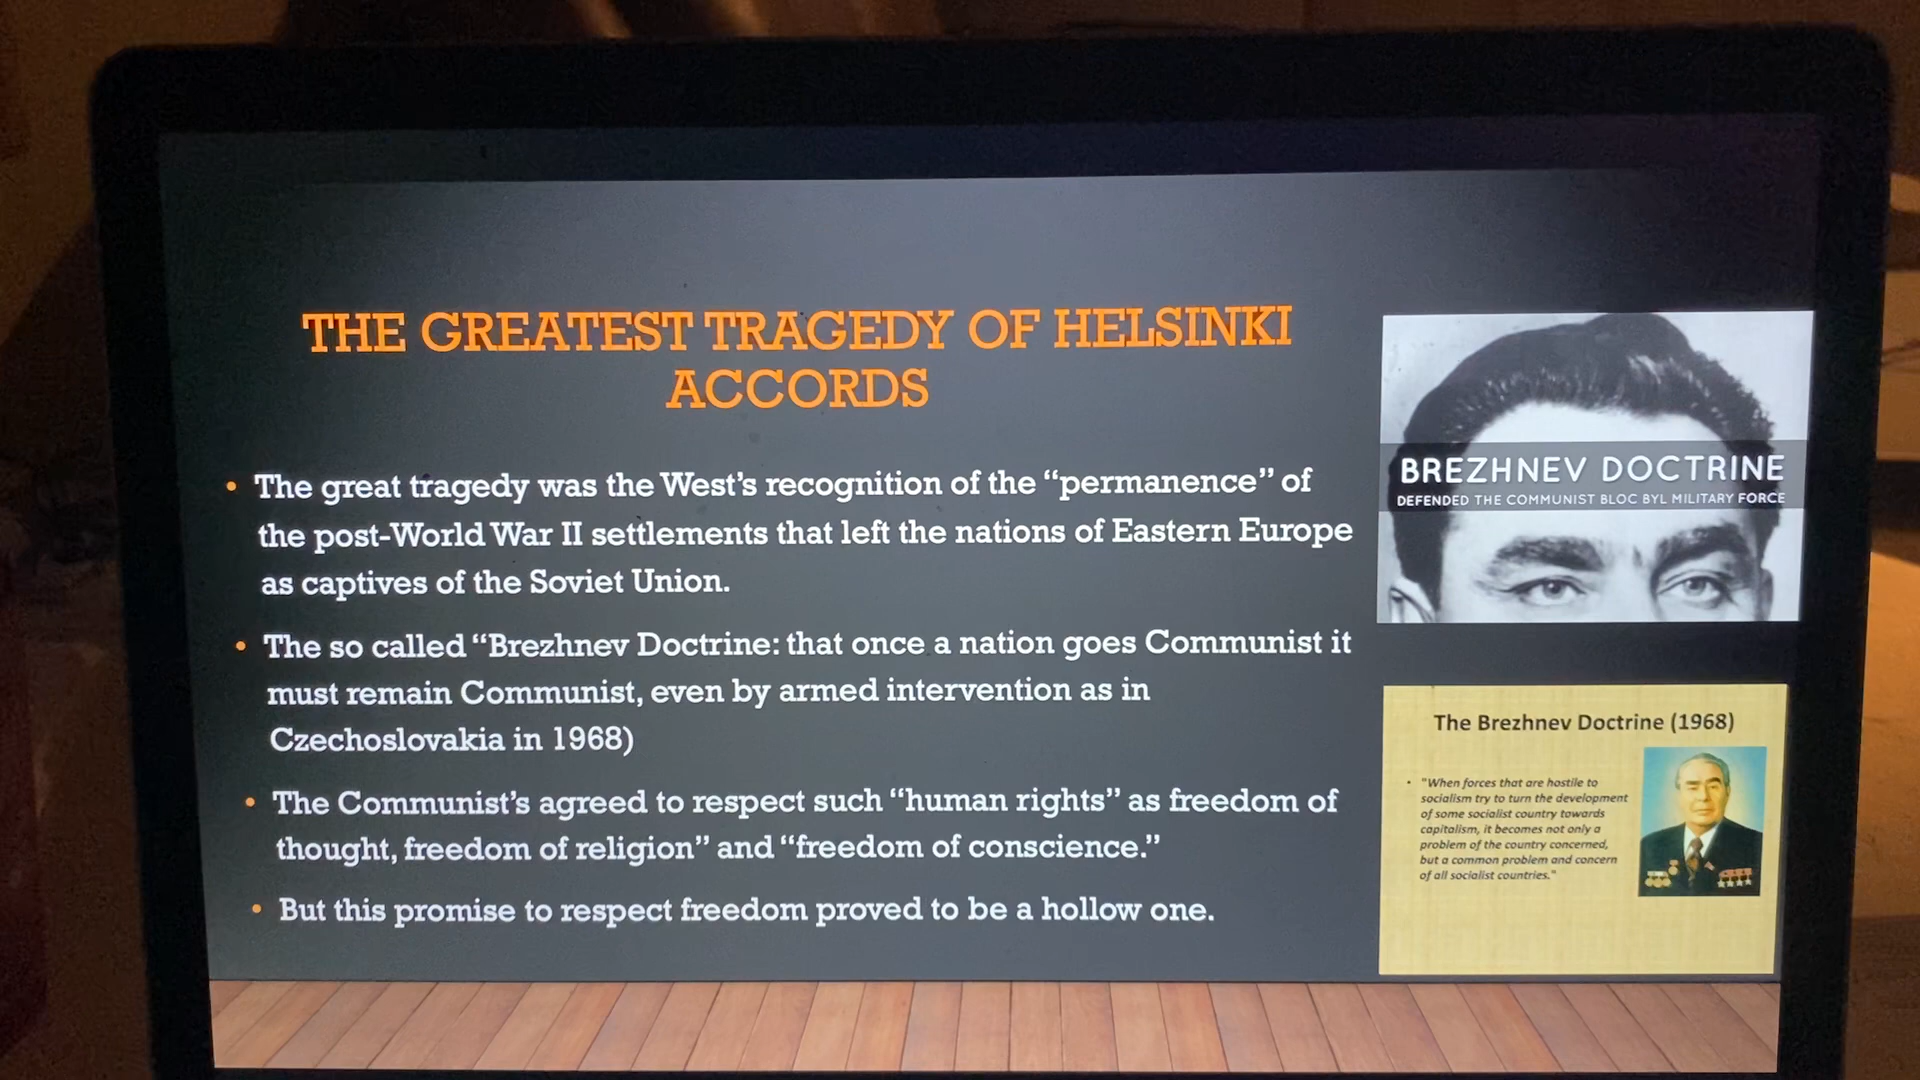 THE GREATEST TRAGEDY OF HELSINKI
ACCORDS
• The great tragedy was the West's recognition of the “permanence” of
the post-World War II settlements that left the nations of Eastern Europe
as captives of the Soviet Union.
• The so called “Brezhnev Doctrine: that once a nation goes Communist it
must remain Communist, even by armed intervention as in
Czechoslovakia in 1968)
• The Communist's agreed to respect such “human rights” as freedom of
thought, freedom of religion” and “freedom of conscience.”
• But this promise to respect freedom proved to be a hollow one.
BREZHNEV DOCTRINE
DEFENDED THE COMMUNIST BLOC BYL MILITARY FORCE
The Brezhnev Doctrine (1968)
• "When forces that are hostile to
socialism try to turn the development
of some socialist country towards
capitalism, it becomes not only a
problem of the country concerned,
but a common problem and concern
of all socialist countries."